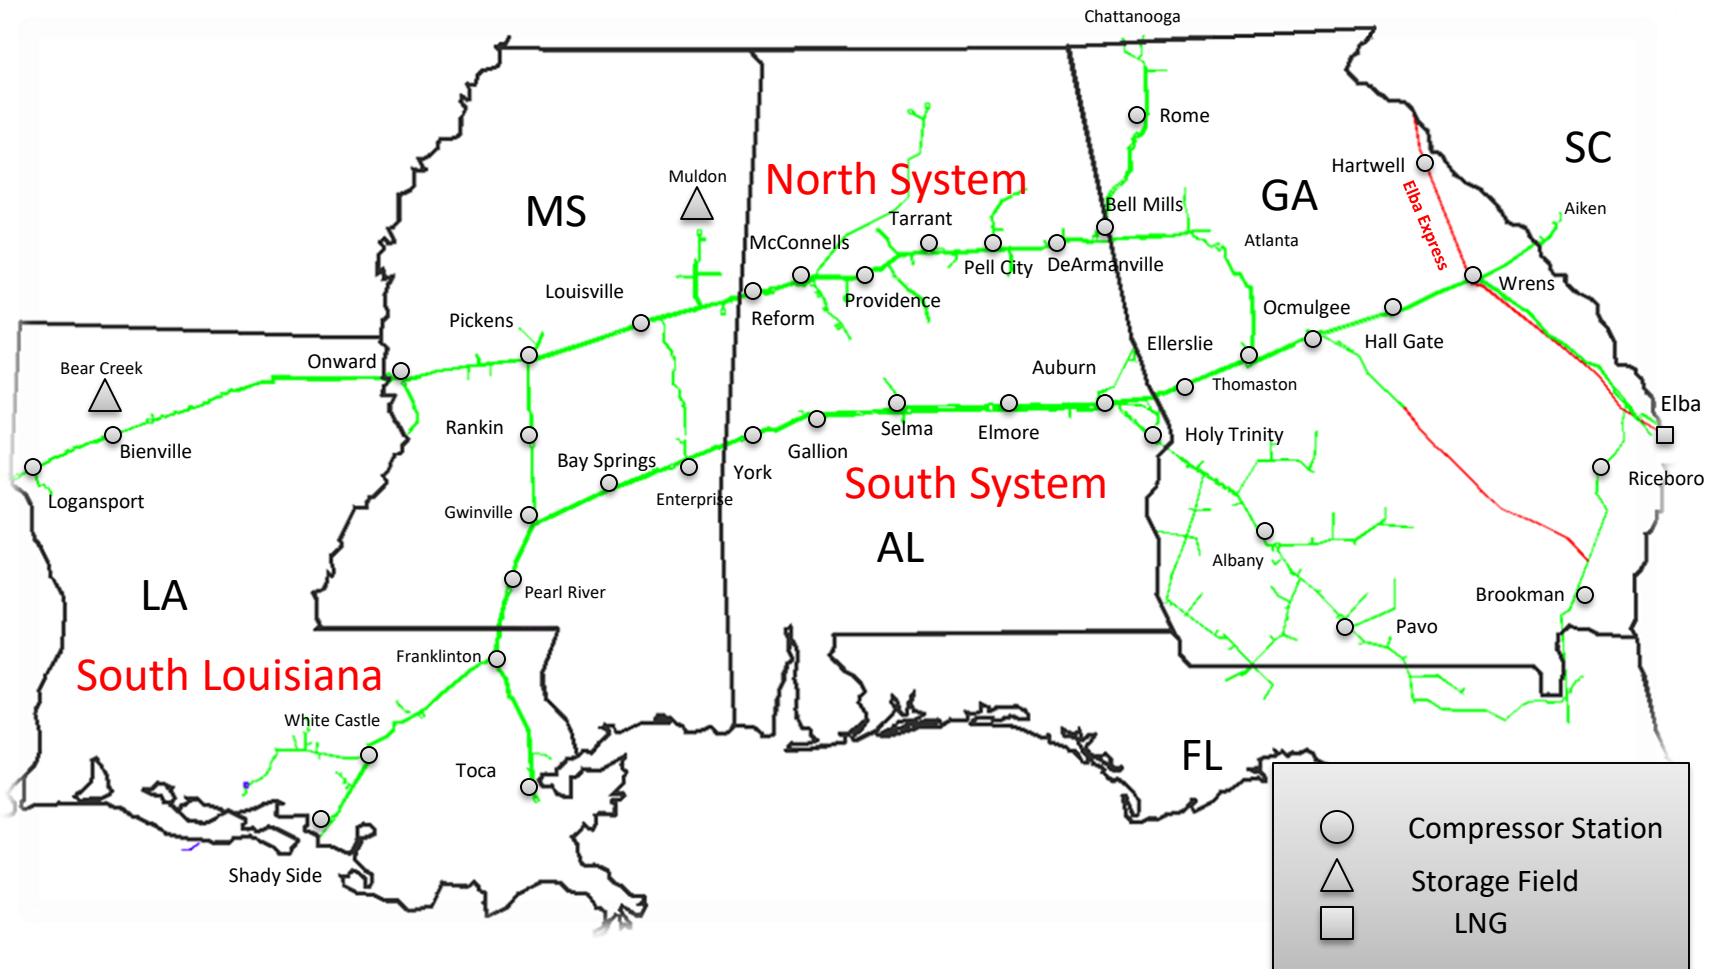 Chattanooga
Rome
SC
Hartwell
Muldon
North System
MS
GA
Elba Express
Bell Mills
Aiken
Tarrant
McConnells
Atlanta
Pell City
DeArmanville
Wrens
Louisville
Providence
Ocmulgee
Pickens
Reform
Hall Gate
Ellerslie
Onward
Bear Creek
Auburn
Thomaston
Elba
Rankin
Selma
Elmore
Holy Trinity
Bienville
Gallion
Bay Springs
York
South System
Riceboro
Logansport
Enterprise
Gwinville
AL
Albany
LA
Pearl River
Brookman
Pavo
Franklinton
South Louisiana
White Castle
Toca
FL
Compressor Station
Shady Side
Storage Field
LNG